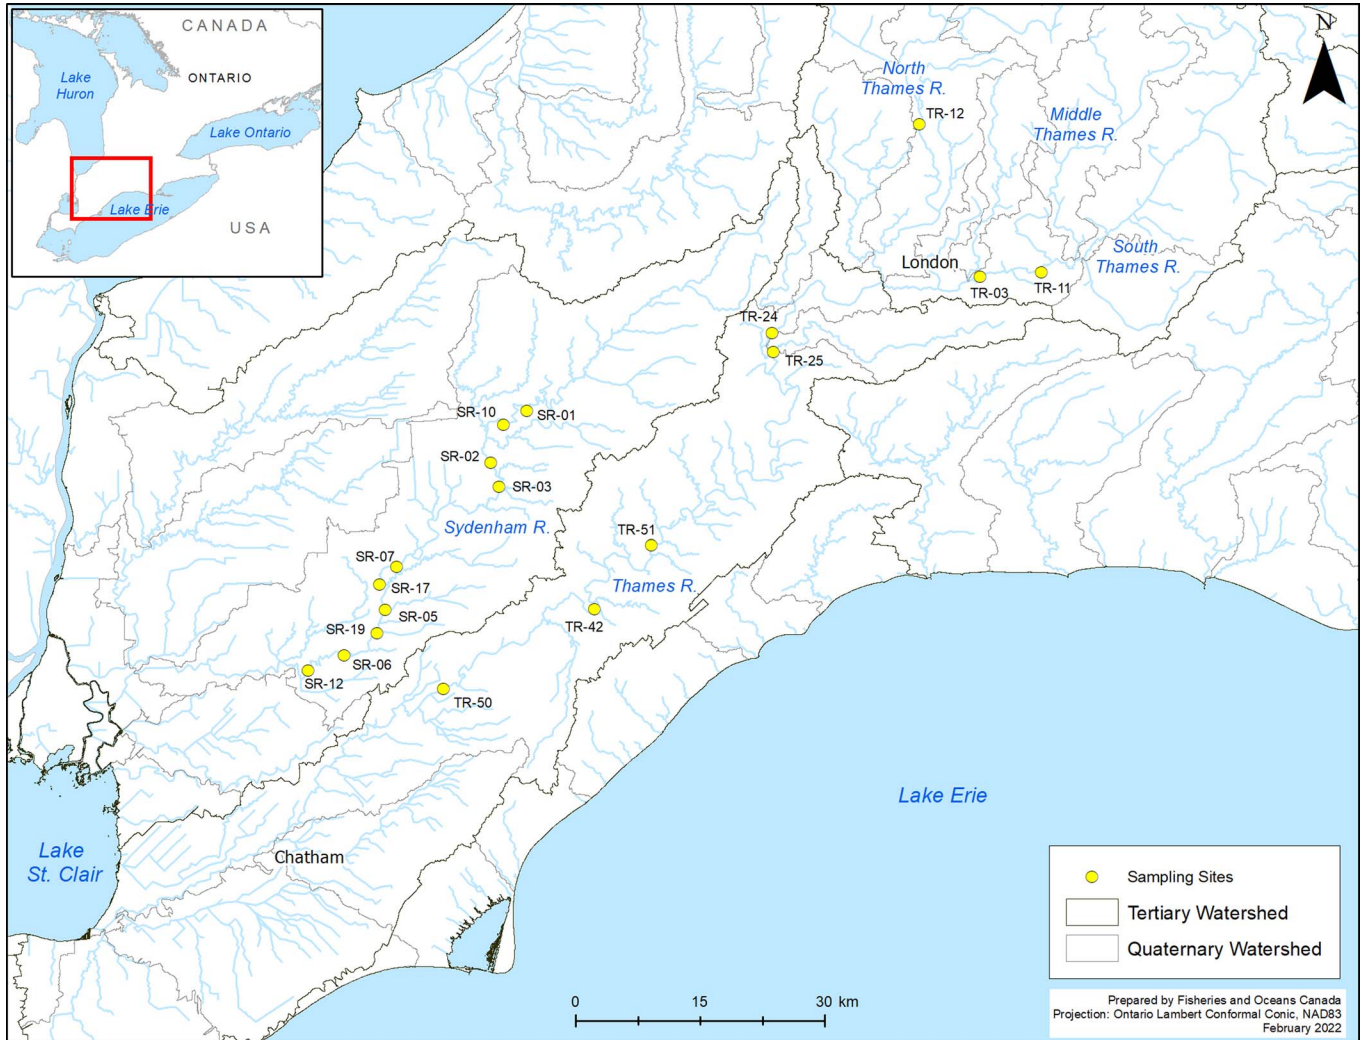 CANADA
ONTARIO
Lake
Huron
Lake Ontario
Lake Erie
USA
N
North
Thames R.
TR-12
Middle
Thames R.
South
Thames R.
London
TR-03
TR-11
TR-24
TR-25
SR-10
SR-01
SR-02
SR-03
Sydenham R.
TR-51
SR-07
SR-17
Thames R.
SR-05
TR-42
SR-19
SR-06
SR-12
TR-50
Lake Erie
Lake
St. Clair
Chatham
Sampling Sites
Tertiary Watershed
Quaternary Watershed
0 15 30 km
Prepared by Fisheries and Oceans Canada
Projection: Ontario Lambert Conformal Conic, NAD83
February 2022